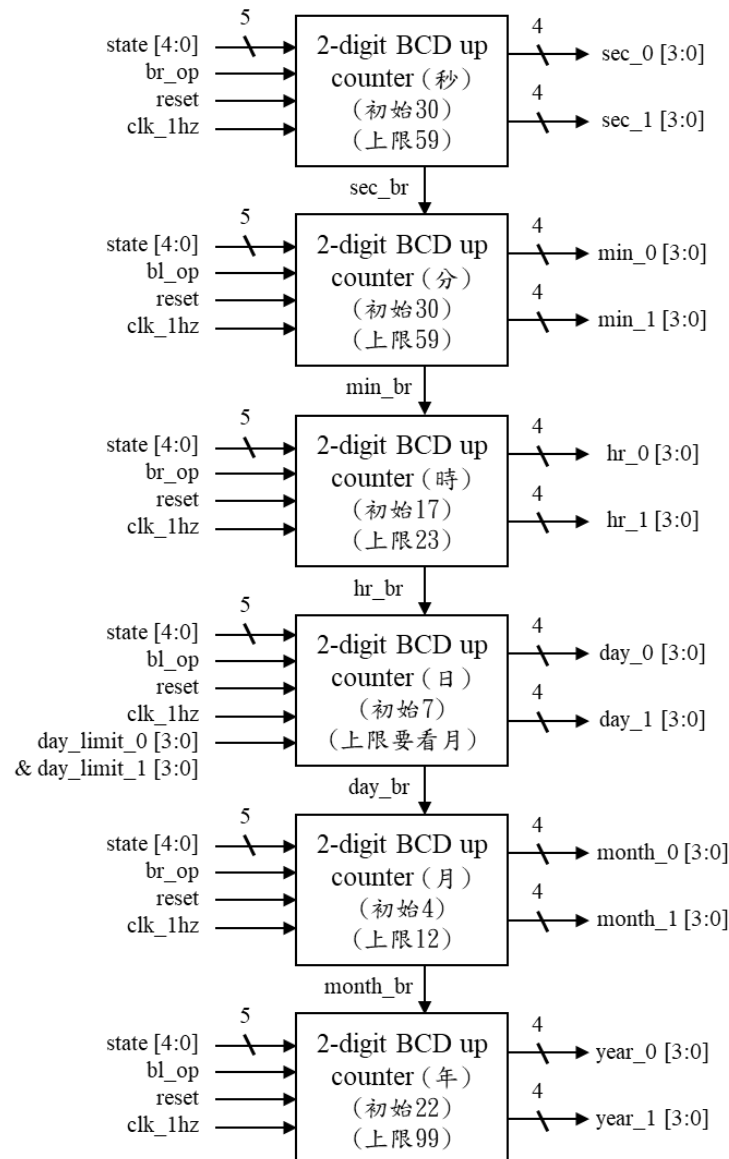 5
state [4:0]
br_op
reset
clk_1hz
2-digit BCD up
counter (秒)
(初始30)
(上限59)
4
sec_0 [3:0]
4
sec_1 [3:0]
sec_br
5
state [4:0]
bl_op
reset
clk_1hz
2-digit BCD up
counter (分)
(初始30)
(上限59)
4
min_0 [3:0]
4
min_1 [3:0]
min_br
5
state [4:0]
br_op
reset
clk_1hz
2-digit BCD up
counter (時)
(初始17)
(上限23)
4
hr_0 [3:0]
4
hr_1 [3:0]
hr_br
5
state [4:0]
bl_op
reset
clk_1hz
day_limit_0 [3:0]
& day_limit_1 [3:0]
2-digit BCD up
counter (日)
(初始7)
(上限要看月)
4
day_0 [3:0]
4
day_1 [3:0]
day_br
5
state [4:0]
br_op
reset
clk_1hz
2-digit BCD up
counter (月)
(初始4)
(上限12)
4
month_0 [3:0]
4
month_1 [3:0]
month_br
5
state [4:0]
bl_op
reset
clk_1hz
2-digit BCD up
counter (年)
(初始22)
(上限99)
4
year_0 [3:0]
4
year_1 [3:0]